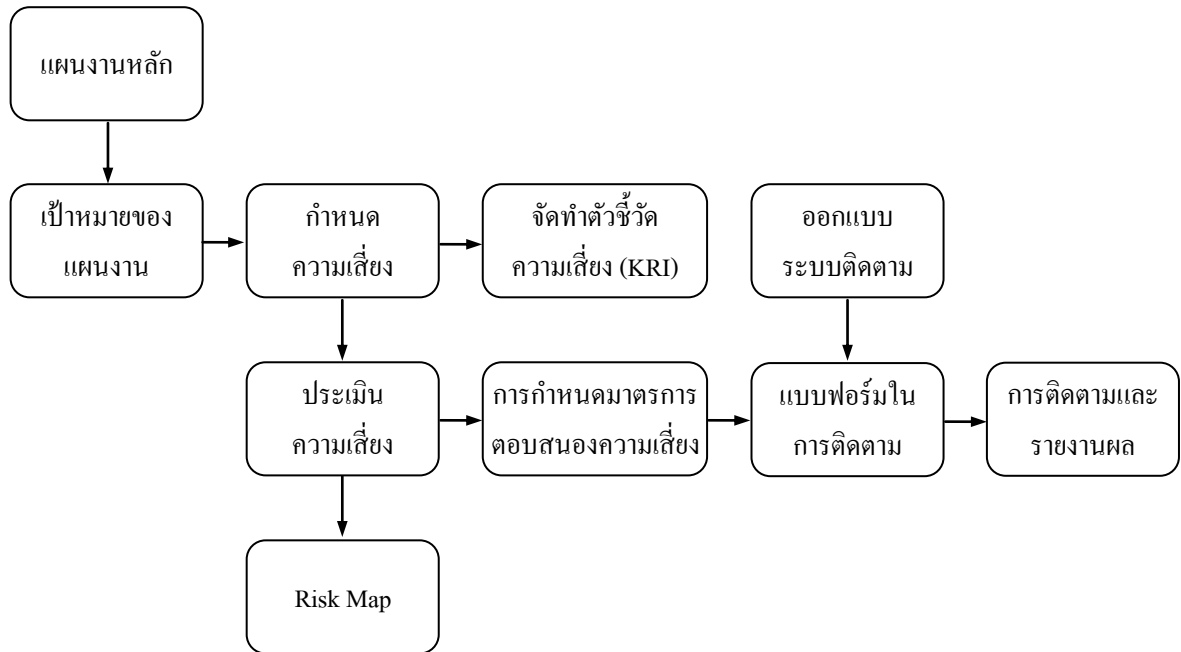 แผนงานหลัก
เป้าหมายของ
แผนงาน
กำหนด
ความเสี่ยง
จัดทำตัวชี้วัด
ความเสี่ยง (KRI)
ออกแบบ
ระบบติดตาม
ประเมิน
ความเสี่ยง
การกำหนดมาตรการ
ตอบสนองความเสี่ยง
แบบฟอร์มใน
การติดตาม
การติดตามและ
รายงานผล
Risk Map